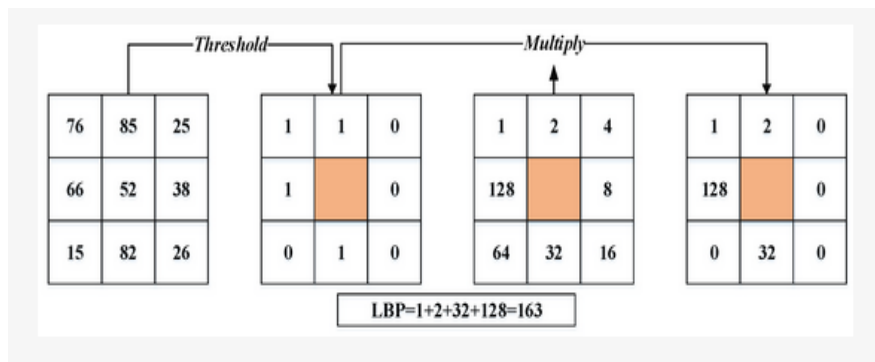 Threshold Multiply
76 85 25 1 1 0 1 2 4 1 2 0
66 52 38 1 0 128 8 128 0
15 82 26 0 1 0 64 32 16 0 32 0
LBP=1+2+32+128=163